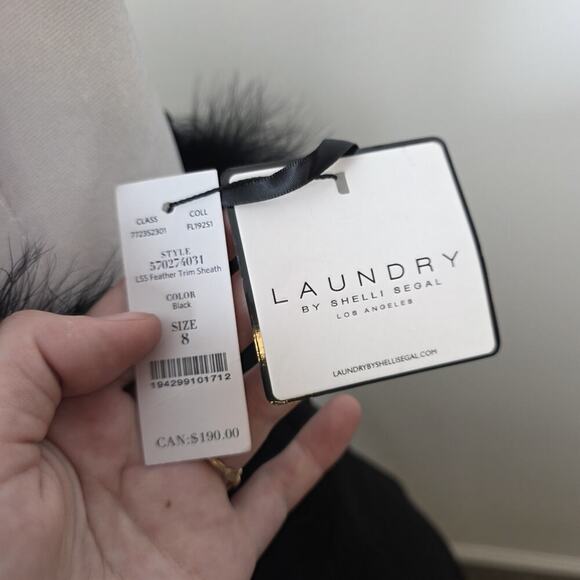 CLASS COLL
772352301 FL19251
STYLE
570274031
LSS Feather Trim Sheath
COLOR
Black
SIZE
8
194299101712
CAN:$190.00
LAUNDRY
BY SHELLI SEGAL
LOS ANGELES
LAUNDRYBYSHELLISEGAL.COM